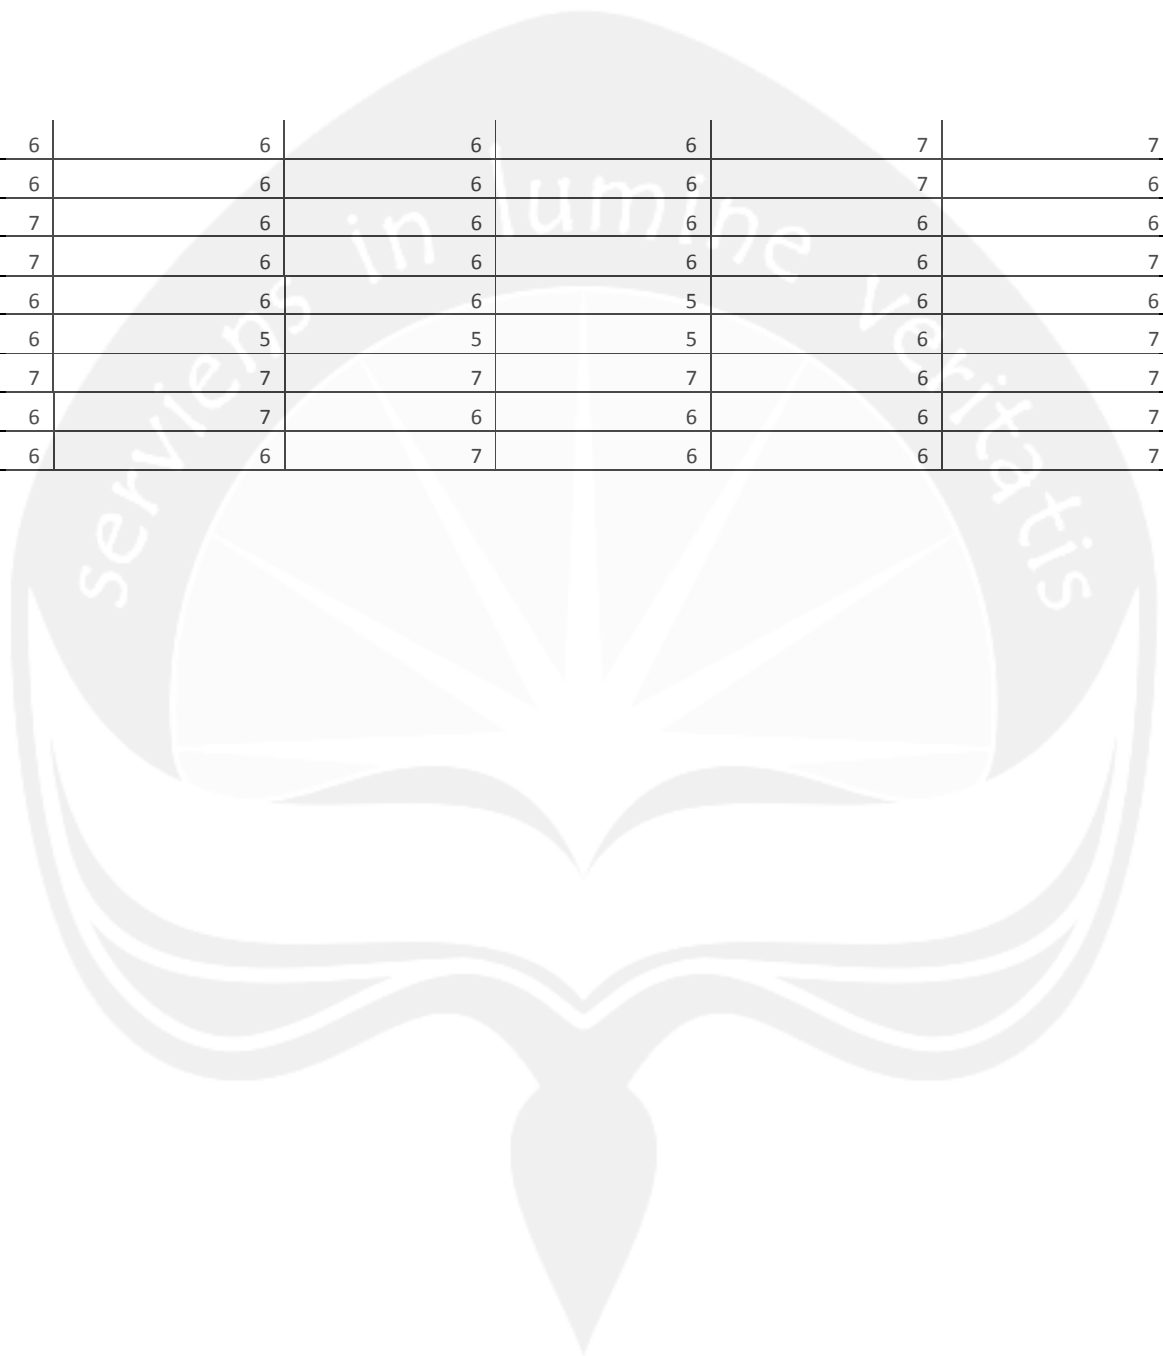 6 6 6 6 7 7
6 6 6 6 7 6
7 6 6 6 6 6
7 6 6 6 6 7
6 6 6 5 6 6
6 5 5 5 6 7
7 7 7 7 6 7
6 7 6 6 6 7
6 6 7 6 6 7
serviens in lumine veritatis